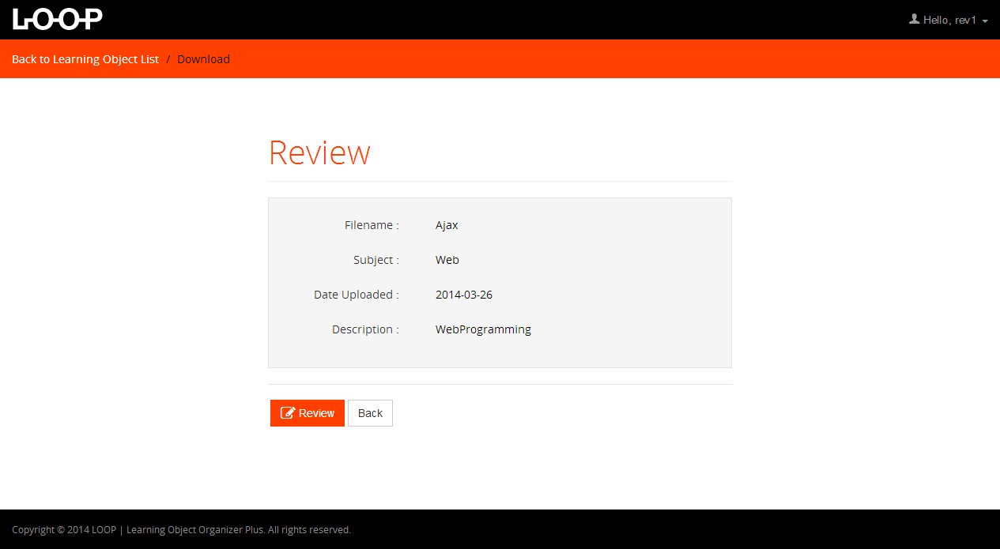 LOOP
Hello, rev1
Back to Learning Object List / Download
Review
Filename : Ajax
Subject : Web
Date Uploaded : 2014-03-26
Description : WebProgramming
Review Back
Copyright © 2014 LOOP | Learning Object Organizer Plus. All rights reserved.